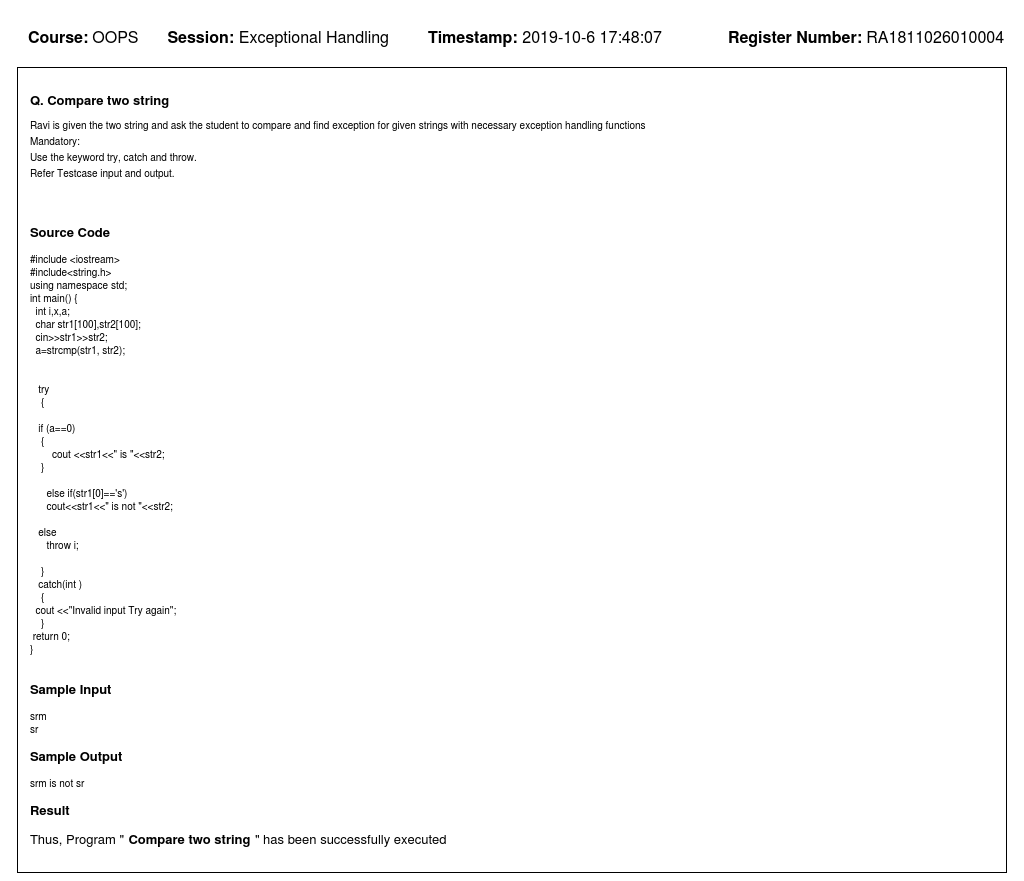 Course: OOPS Session: Exceptional Handling Timestamp: 2019-10-6 17:48:07 Register Number: RA1811026010004
Q. Compare two string
Ravi is given the two string and ask the student to compare and find exception for given strings with necessary exception handling functions
Mandatory:
Use the keyword try, catch and throw.
Refer Testcase input and output.
Source Code
#include <iostream>
#include<string.h>
using namespace std;
int main() {
int i,x,a;
char str1[100],str2[100];
cin>>str1>>str2;
a=strcmp(str1, str2);
try
{
if (a==0)
{
cout <<str1<<" is "<<str2;
}
else if(str1[0]=='s')
cout<<str1<<" is not "<<str2;
else
throw i;
}
catch(int )
{
cout <<"Invalid input Try again";
}
return 0;
}
Sample Input
srm
sr
Sample Output
srm is not sr
Result
Thus, Program " Compare two string " has been successfully executed